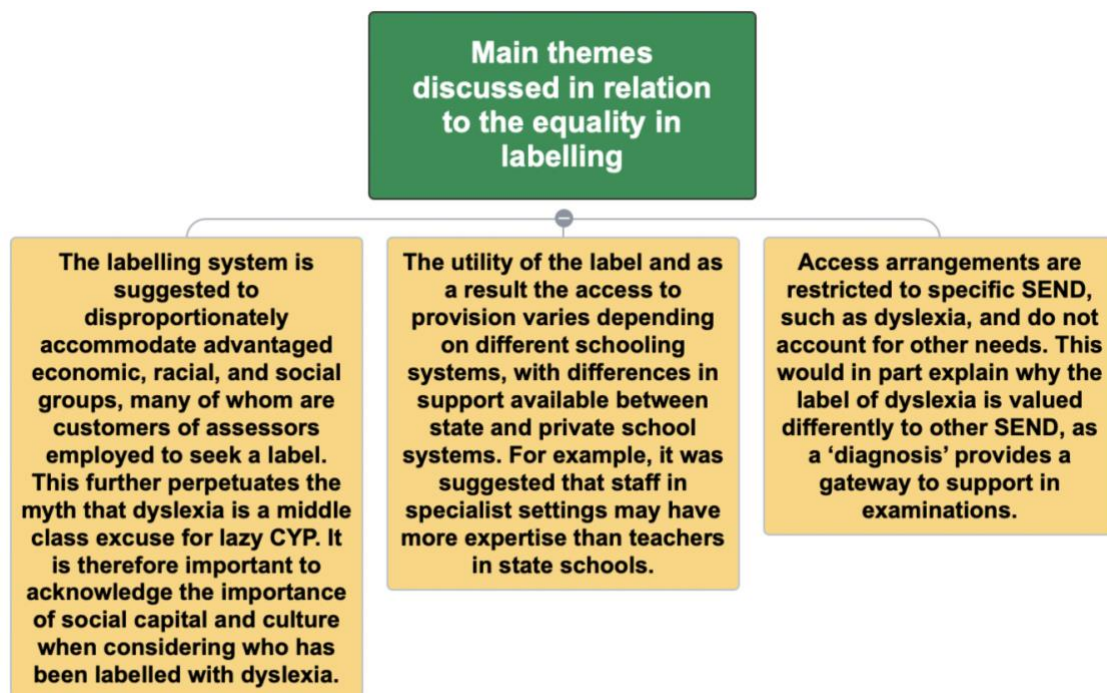 Main themes
discussed in relation
to the equality in
labelling
The labelling system is
suggested to
disproportionately
accommodate advantaged
economic, racial, and social
groups, many of whom are
customers of assessors
employed to seek a label.
This further perpetuates the
myth that dyslexia is a middle
class excuse for lazy CYP. It
is therefore important to
acknowledge the importance
of social capital and culture
when considering who has
been labelled with dyslexia.
The utility of the label and as
a result the access to
provision varies depending
on different schooling
systems, with differences in
support available between
state and private school
systems. For example, it was
suggested that staff in
specialist settings may have
more expertise than teachers
in state schools.
Access arrangements are
restricted to specific SEND,
such as dyslexia, and do not
account for other needs. This
would in part explain why the
label of dyslexia is valued
differently to other SEND, as
a ‘diagnosis’ provides a
gateway to support in
examinations.